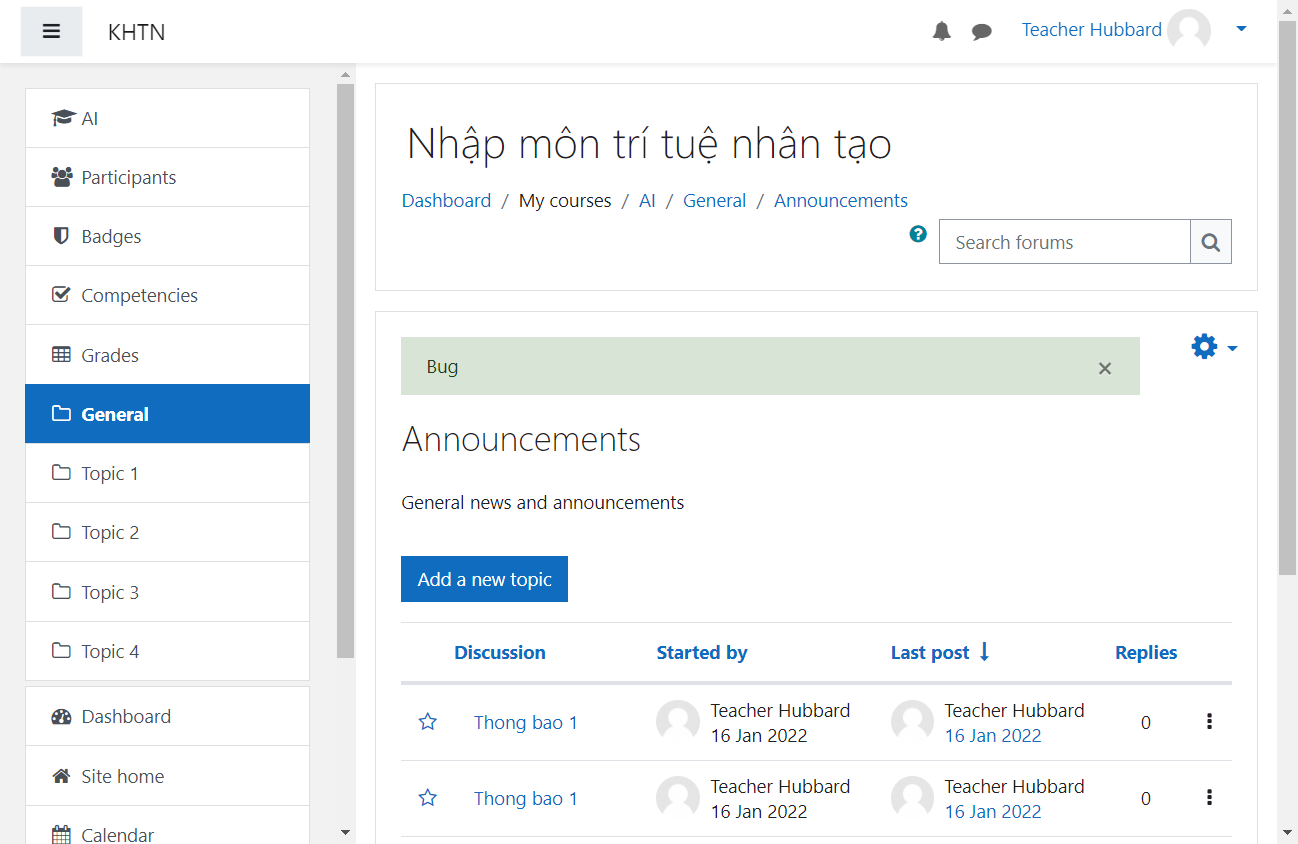 KHTN
Teacher Hubbard
AI
Participants
Badges
Competencies
Grades
General
Topic 1
Topic 2
Topic 3
Topic 4
Dashboard
Site home
Calendar
Nhập môn trí tuệ nhân tạo
Dashboard / My courses / AI / General / Announcements
? Search forums
Bug ×
Announcements
General news and announcements
Add a new topic
Discussion Started by Last post ↓ Replies
Thong bao 1 Teacher Hubbard 16 Jan 2022 Teacher Hubbard 16 Jan 2022 0
Thong bao 1 Teacher Hubbard 16 Jan 2022 Teacher Hubbard 16 Jan 2022 0